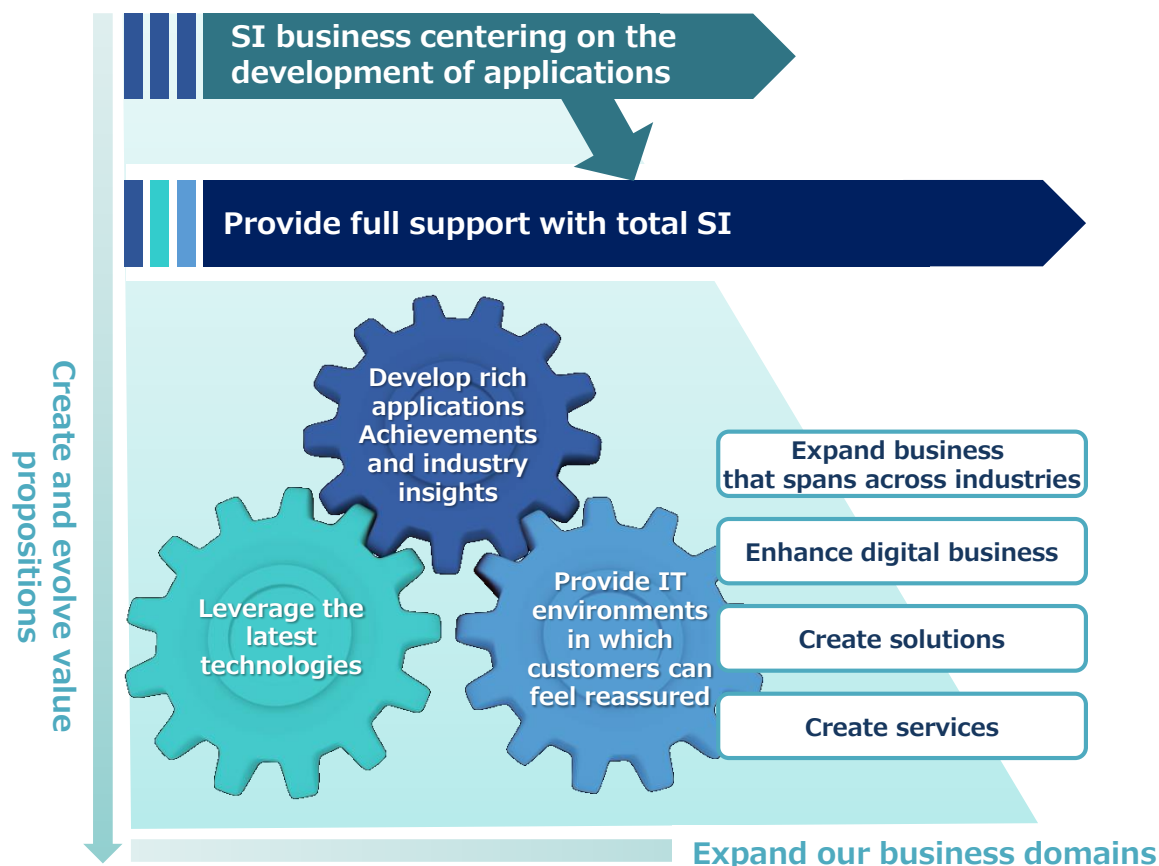 SI business centering on the
development of applications
Provide full support with total SI
Create and evolve value
propositions
Develop rich
applications
Achievements
and industry
insights
Leverage the
latest
technologies
Provide IT
environments
in which
customers can
feel reassured
Expand business
that spans across industries
Enhance digital business
Create solutions
Create services
Expand our business domains